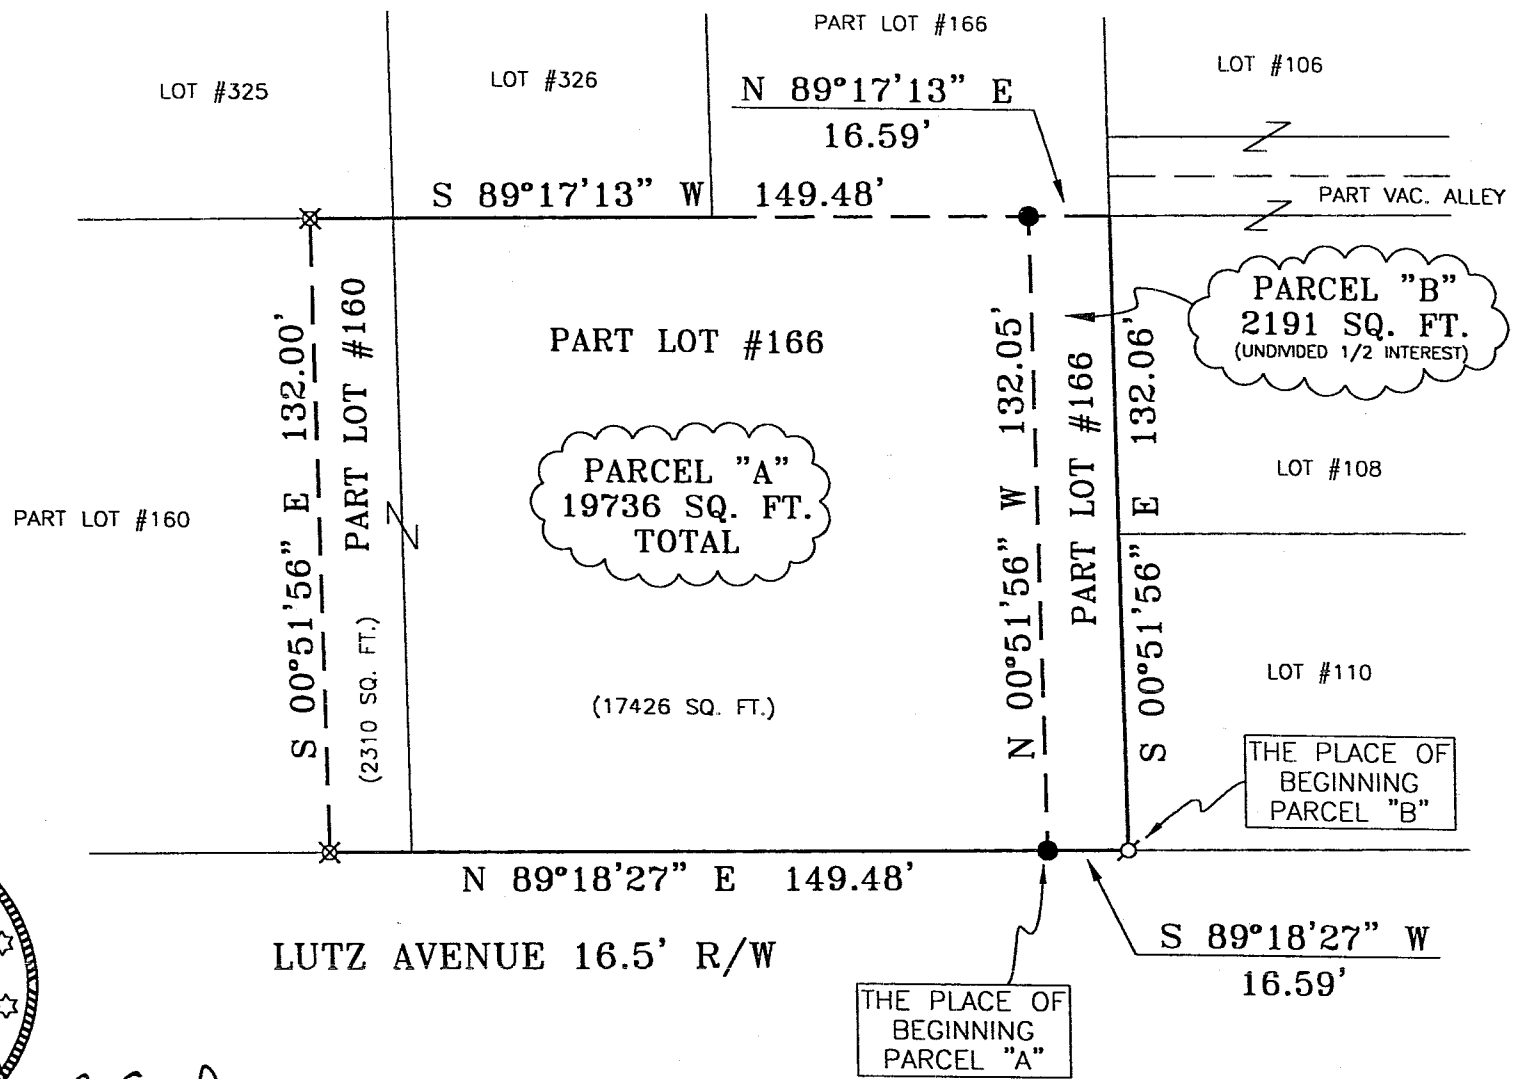 PART LOT #166
LOT #325
LOT #326
LOT #106
N 89°17'13" E
16.59'
S 89°17'13" W 149.48'
PART VAC. ALLEY
PARCEL "B"
2191 SQ. FT.
(UNDIVIDED 1/2 INTEREST)
S 00°51'56" E 132.00'
PART LOT #160
(2310 SQ. FT.)
PART LOT #166
N 00°51'56" W 132.05'
PART LOT #166
S 00°51'56" E 132.06'
PARCEL "A"
19736 SQ. FT.
TOTAL
LOT #108
PART LOT #160
(17426 SQ. FT.)
LOT #110
THE PLACE OF
BEGINNING
PARCEL "B"
N 89°18'27" E 149.48'
S 89°18'27" W
16.59'
LUTZ AVENUE 16.5' R/W
THE PLACE OF
BEGINNING
PARCEL "A"